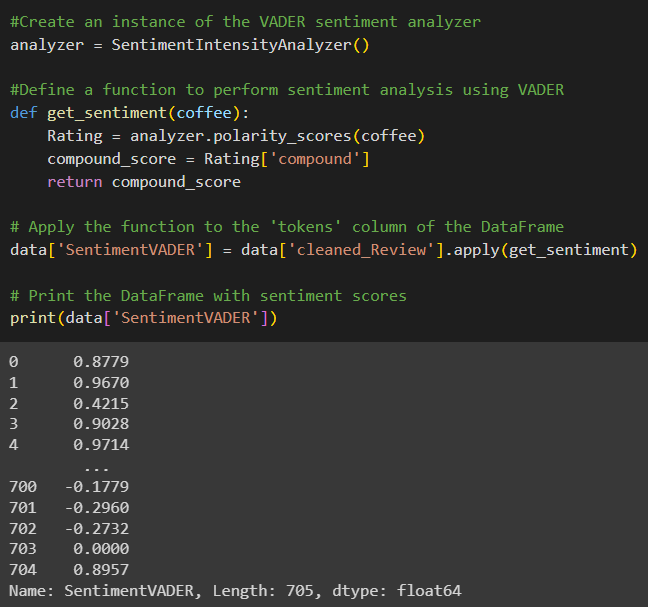 #Create an instance of the VADER sentiment analyzer
analyzer = SentimentIntensityAnalyzer()
#Define a function to perform sentiment analysis using VADER
def get_sentiment(coffee):
    Rating = analyzer.polarity_scores(coffee)
    compound_score = Rating['compound']
    return compound_score
# Apply the function to the 'tokens' column of the DataFrame
data['SentimentVADER'] = data['cleaned_Review'].apply(get_sentiment)
# Print the DataFrame with sentiment scores
print(data['SentimentVADER'])
0      0.8779
1      0.9670
2      0.4215
3      0.9028
4      0.9714
        ...
700   -0.1779
701   -0.2960
702   -0.2732
703    0.0000
704    0.8957
Name: SentimentVADER, Length: 705, dtype: float64